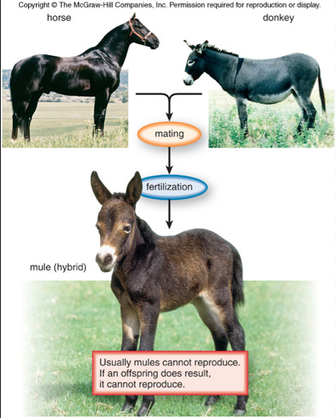 Copyright © The McGraw-Hill Companies, Inc. Permission required for reproduction or display.
horse donkey
mating
fertilization
mule (hybrid)
Usually mules cannot reproduce.
If an offspring does result,
it cannot reproduce.